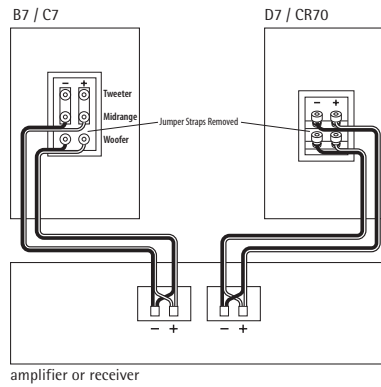 B7 / C7
D7 / CR70
– +
Tweeter
Midrange
Woofer
Jumper Straps Removed
– +
– +
– +
amplifier or receiver